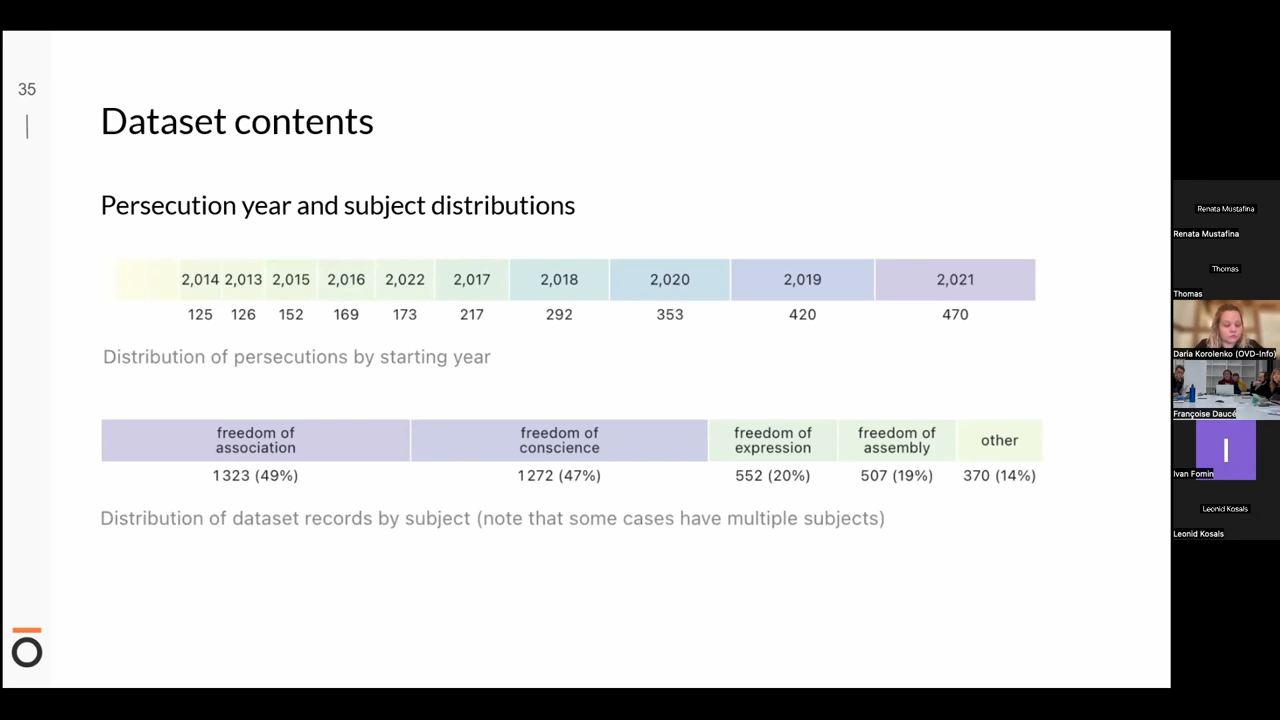 35
Dataset contents
Persecution year and subject distributions
2,014 2,013 2,015 2,016 2,022 2,017 2,018 2,020 2,019 2,021
125 126 152 169 173 217 292 353 420 470
Distribution of persecutions by starting year
freedom of association freedom of conscience freedom of expression freedom of assembly other
1 323 (49%) 1 272 (47%) 552 (20%) 507 (19%) 370 (14%)
Distribution of dataset records by subject (note that some cases have multiple subjects)
Renata Mustafina
Renata Mustafina
Thomas
Thomas
Daria Korolenko (OVD-Info)
Françoise Daucé
I
Ivan Fomin
Leonid Kosals
Leonid Kosals